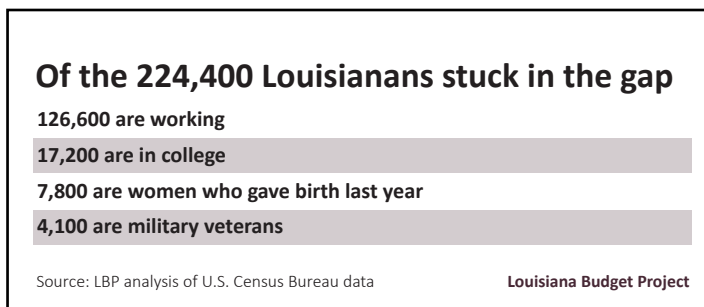 Of the 224,400 Louisianans stuck in the gap
126,600 are working
17,200 are in college
7,800 are women who gave birth last year
4,100 are military veterans
Source: LBP analysis of U.S. Census Bureau data
Louisiana Budget Project